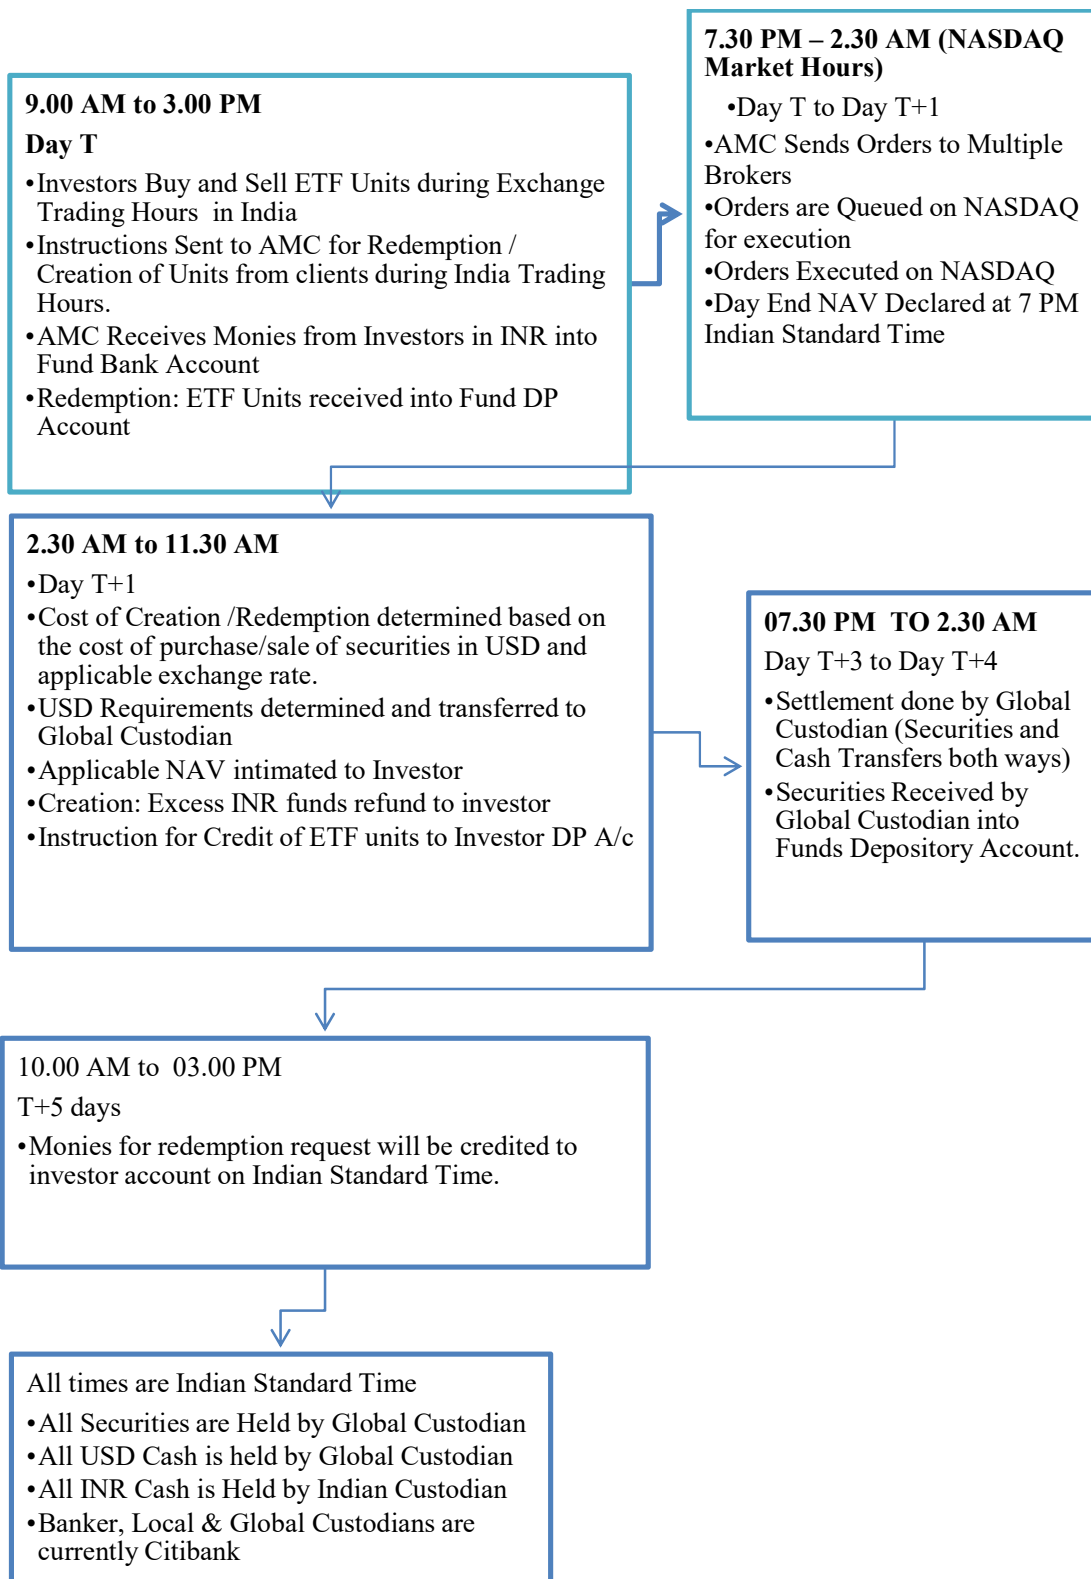 9.00 AM to 3.00 PM
Day T
•Investors Buy and Sell ETF Units during Exchange
Trading Hours in India
•Instructions Sent to AMC for Redemption /
Creation of Units from clients during India Trading
Hours.
•AMC Receives Monies from Investors in INR into
Fund Bank Account
•Redemption: ETF Units received into Fund DP
Account
7.30 PM – 2.30 AM (NASDAQ
Market Hours)
•Day T to Day T+1
•AMC Sends Orders to Multiple
Brokers
•Orders are Queued on NASDAQ
for execution
•Orders Executed on NASDAQ
•Day End NAV Declared at 7 PM
Indian Standard Time
2.30 AM to 11.30 AM
•Day T+1
•Cost of Creation /Redemption determined based on
the cost of purchase/sale of securities in USD and
applicable exchange rate.
•USD Requirements determined and transferred to
Global Custodian
•Applicable NAV intimated to Investor
•Creation: Excess INR funds refund to investor
•Instruction for Credit of ETF units to Investor DP A/c
07.30 PM TO 2.30 AM
Day T+3 to Day T+4
•Settlement done by Global
Custodian (Securities and
Cash Transfers both ways)
•Securities Received by
Global Custodian into
Funds Depository Account.
10.00 AM to 03.00 PM
T+5 days
•Monies for redemption request will be credited to
investor account on Indian Standard Time.
All times are Indian Standard Time
•All Securities are Held by Global Custodian
•All USD Cash is held by Global Custodian
•All INR Cash is Held by Indian Custodian
•Banker, Local & Global Custodians are
currently Citibank